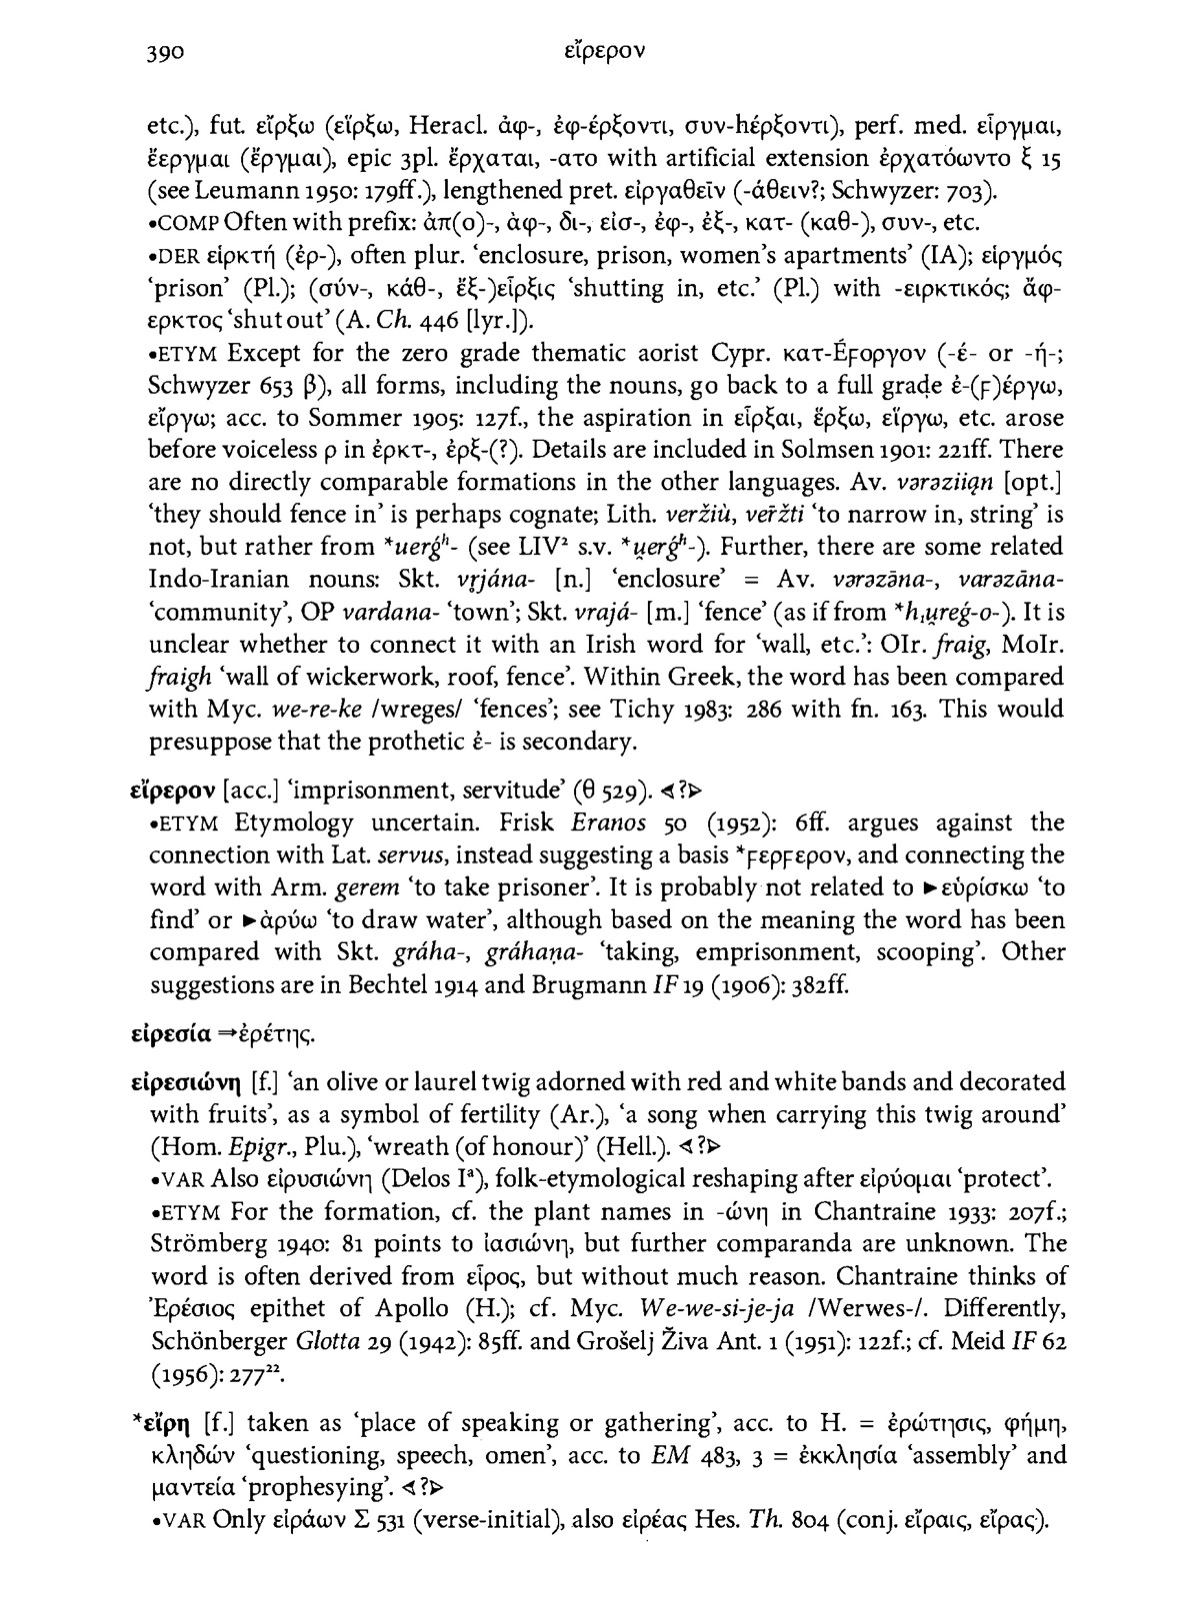 390 εἴρερον
etc.), fut. εἴρξω (εἵρξω, Heracl. ἀφ-, ἐφ-έρξοντι, συν-hέρξοντι), perf. med. εἶργμαι,
ἔεργμαι (ἔργμαι), epic 3pl. ἔρχαται, -ατο with artificial extension ἐρχατόωντο ξ 15
(see Leumann 1950: 179ff.), lengthened pret. εἰργαθεῖν (-άθειν?; Schwyzer: 703).
•COMP Often with prefix: ἀπ(ο)-, ἀφ-, δι-, εἰσ-, ἐφ-, ἐξ-, κατ- (καθ-), συν-, etc.
•DER εἱρκτή (ἐρ-), often plur. ‘enclosure, prison, women’s apartments’ (IA); εἱργμός
‘prison’ (Pl.); (σύν-, κάθ-, ἔξ-)εἶρξις ‘shutting in, etc.’ (Pl.) with -ειρκτικός; ἄφ-
ερκτος ‘shut out’ (A. Ch. 446 [lyr.]).
•ETYM Except for the zero grade thematic aorist Cypr. κατ-Έϝοργον (-έ- or -ή-;
Schwyzer 653 β), all forms, including the nouns, go back to a full grade ἐ-(ϝ)έργω,
εἴργω; acc. to Sommer 1905: 127f., the aspiration in εἷρξαι, ἕρξω, εἵργω, etc. arose
before voiceless ρ in ἑρκτ-, ἑρξ-(?). Details are included in Solmsen 1901: 221ff. There
are no directly comparable formations in the other languages. Av. vərəziiąn [opt.]
‘they should fence in’ is perhaps cognate; Lith. veržiù, ver̃žti ‘to narrow in, string’ is
not, but rather from *uerǵʰ- (see LIV² s.v. *u̯erǵʰ-). Further, there are some related
Indo-Iranian nouns: Skt. vr̥jána- [n.] ‘enclosure’ = Av. vərəzāna-, varəzāna-
‘community’, OP vardana- ‘town’; Skt. vrajá- [m.] ‘fence’ (as if from *h₁u̯reǵ-o-). It is
unclear whether to connect it with an Irish word for ‘wall, etc.’: OIr. fraig, MoIr.
fraigh ‘wall of wickerwork, roof, fence’. Within Greek, the word has been compared
with Myc. we-re-ke /wreges/ ‘fences’; see Tichy 1983: 286 with fn. 163. This would
presuppose that the prothetic ἐ- is secondary.
εἴρερον [acc.] ‘imprisonment, servitude’ (θ 529). ⊲?⊳
•ETYM Etymology uncertain. Frisk Eranos 50 (1952): 6ff. argues against the
connection with Lat. servus, instead suggesting a basis *ϝερϝερον, and connecting the
word with Arm. gerem ‘to take prisoner’. It is probably not related to ►εὑρίσκω ‘to
find’ or ►ἀρύω ‘to draw water’, although based on the meaning the word has been
compared with Skt. gráha-, gráhaṇa- ‘taking, emprisonment, scooping’. Other
suggestions are in Bechtel 1914 and Brugmann IF 19 (1906): 382ff.
εἰρεσία ⇒ἐρέτης.
εἰρεσιώνη [f.] ‘an olive or laurel twig adorned with red and white bands and decorated
with fruits’, as a symbol of fertility (Ar.), ‘a song when carrying this twig around’
(Hom. Epigr., Plu.), ‘wreath (of honour)’ (Hell.). ⊲?⊳
•VAR Also εἰρυσιώνη (Delos Iᵃ), folk-etymological reshaping after εἰρύομαι ‘protect’.
•ETYM For the formation, cf. the plant names in -ώνη in Chantraine 1933: 207f.;
Strömberg 1940: 81 points to ἰασιώνη, but further comparanda are unknown. The
word is often derived from εἶρος, but without much reason. Chantraine thinks of
Ἐρέσιος epithet of Apollo (H.); cf. Myc. We-we-si-je-ja /Werwes-/. Differently,
Schönberger Glotta 29 (1942): 85ff. and Grošelj Živa Ant. 1 (1951): 122f.; cf. Meid IF 62
(1956): 277²².
*εἴρη [f.] taken as ‘place of speaking or gathering’, acc. to H. = ἐρώτησις, φήμη,
κληδών ‘questioning, speech, omen’, acc. to EM 483, 3 = ἐκκλησία ‘assembly’ and
μαντεία ‘prophesying’. ⊲?⊳
•VAR Only εἰράων Σ 531 (verse-initial), also εἰρέας Hes. Th. 804 (conj. εἴραις, εἴρας).